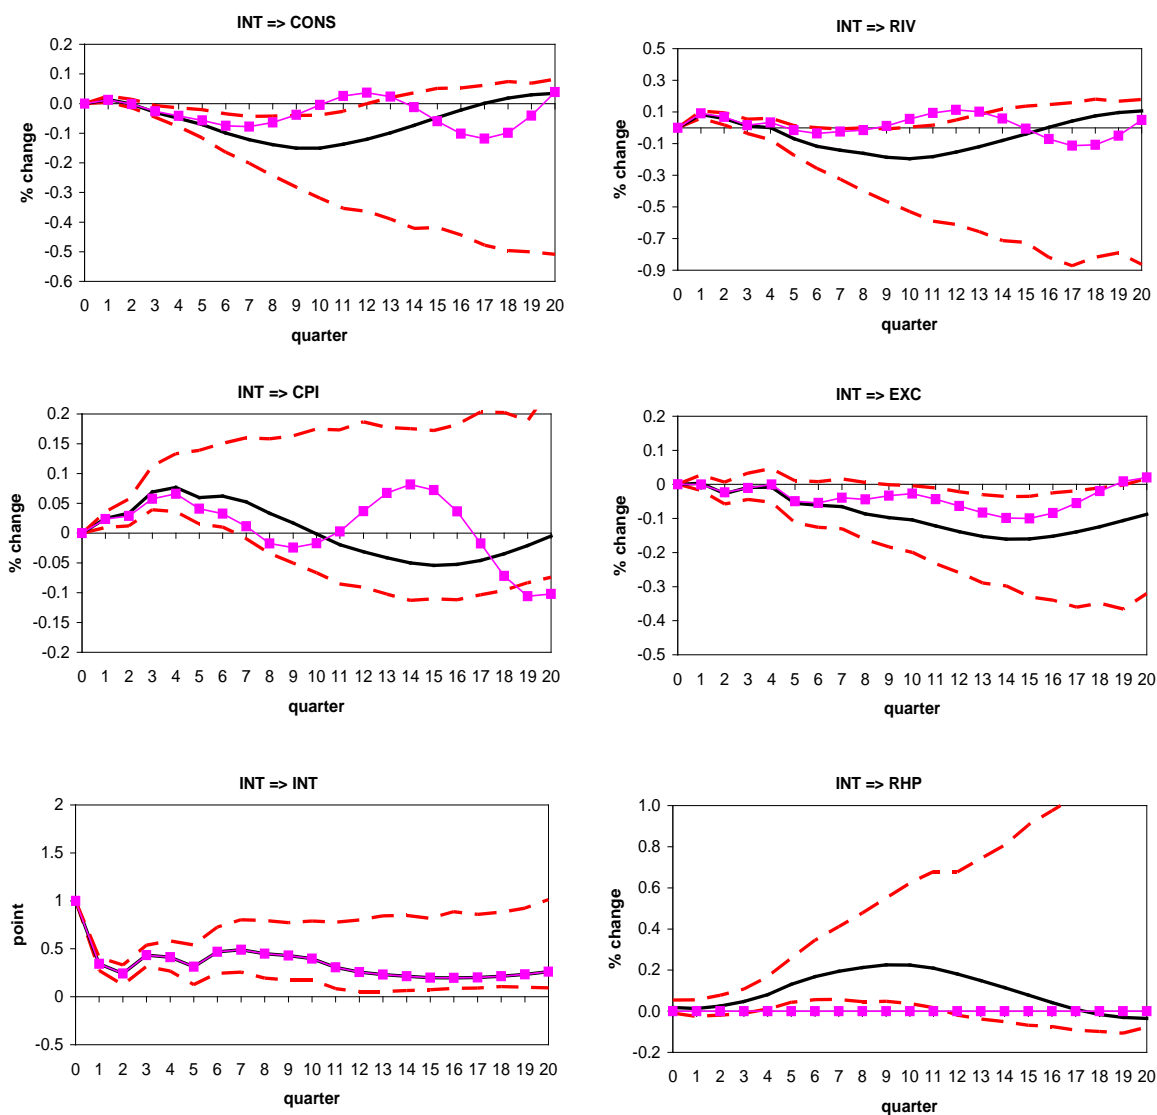 INT => CONS
% change
0.2
0.1
0.0
-0.1
-0.2
-0.3
-0.4
-0.5
-0.6
0 1 2 3 4 5 6 7 8 9 10 11 12 13 14 15 16 17 18 19 20
quarter
INT => RIV
% change
0.5
0.3
0.1
-0.1
-0.3
-0.5
-0.7
-0.9
0 1 2 3 4 5 6 7 8 9 10 11 12 13 14 15 16 17 18 19 20
quarter
INT => CPI
% change
0.2
0.15
0.1
0.05
0
-0.05
-0.1
-0.15
-0.2
0 1 2 3 4 5 6 7 8 9 10 11 12 13 14 15 16 17 18 19 20
quarter
INT => EXC
% change
0.2
0.1
0
-0.1
-0.2
-0.3
-0.4
-0.5
0 1 2 3 4 5 6 7 8 9 10 11 12 13 14 15 16 17 18 19 20
quarter
INT => INT
point
2
1.5
1
0.5
0
-0.5
0 1 2 3 4 5 6 7 8 9 10 11 12 13 14 15 16 17 18 19 20
quarter
INT => RHP
% change
1.0
0.8
0.6
0.4
0.2
0.0
-0.2
0 1 2 3 4 5 6 7 8 9 10 11 12 13 14 15 16 17 18 19 20
quarter